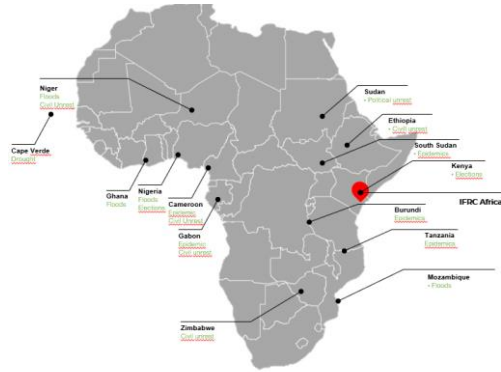 Niger
Floods
Civil Unrest
Cape Verde
Drought
Ghana
Floods
Nigeria
Floods
Elections
Cameroon
Epidemic
Civil Unrest
Gabon
Epidemic
Civil unrest
Zimbabwe
Civil unrest
Sudan
- Political unrest
Ethiopia
- Civil unrest
South Sudan
- Epidemics
Kenya
- Elections
IFRC Africa
Burundi
Epidemics
Tanzania
Epidemics
Mozambique
- Floods